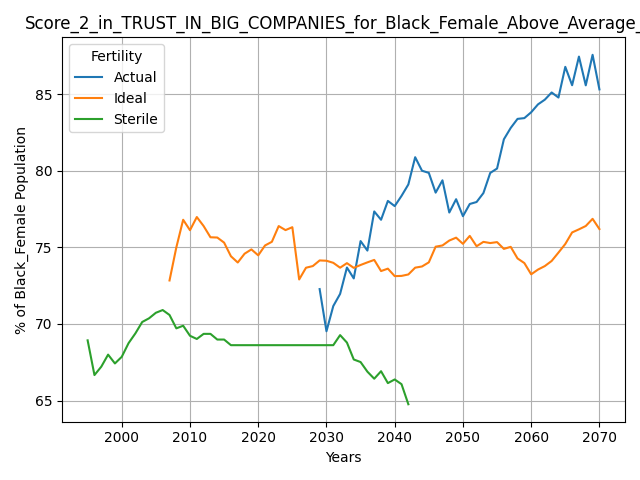 Score_2_in_TRUST_IN_BIG_COMPANIES_for_Black_Female_Above_Average_
Fertility
Actual
Ideal
Sterile
% of Black_Female Population
85
80
75
70
65
2000 2010 2020 2030 2040 2050 2060 2070
Years